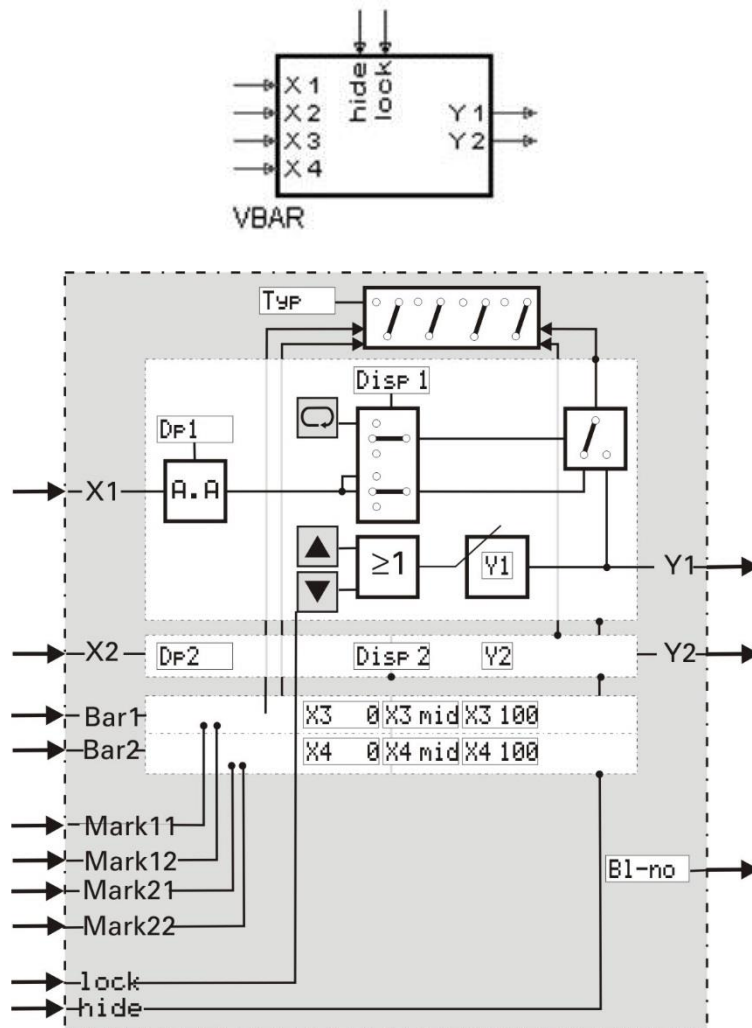 hide lock
X1
X2
X3
X4
Y1
Y2
VBAR
Typ
Disp 1
Dp1
A.A
X1
≥1
Y1
Y1
X2
Dp2
Disp 2
Y2
Y2
Bar1
X3 0 X3 mid X3 100
Bar2
X4 0 X4 mid X4 100
Mark11
Mark12
Mark21
Mark22
Bl-no
lock
hide